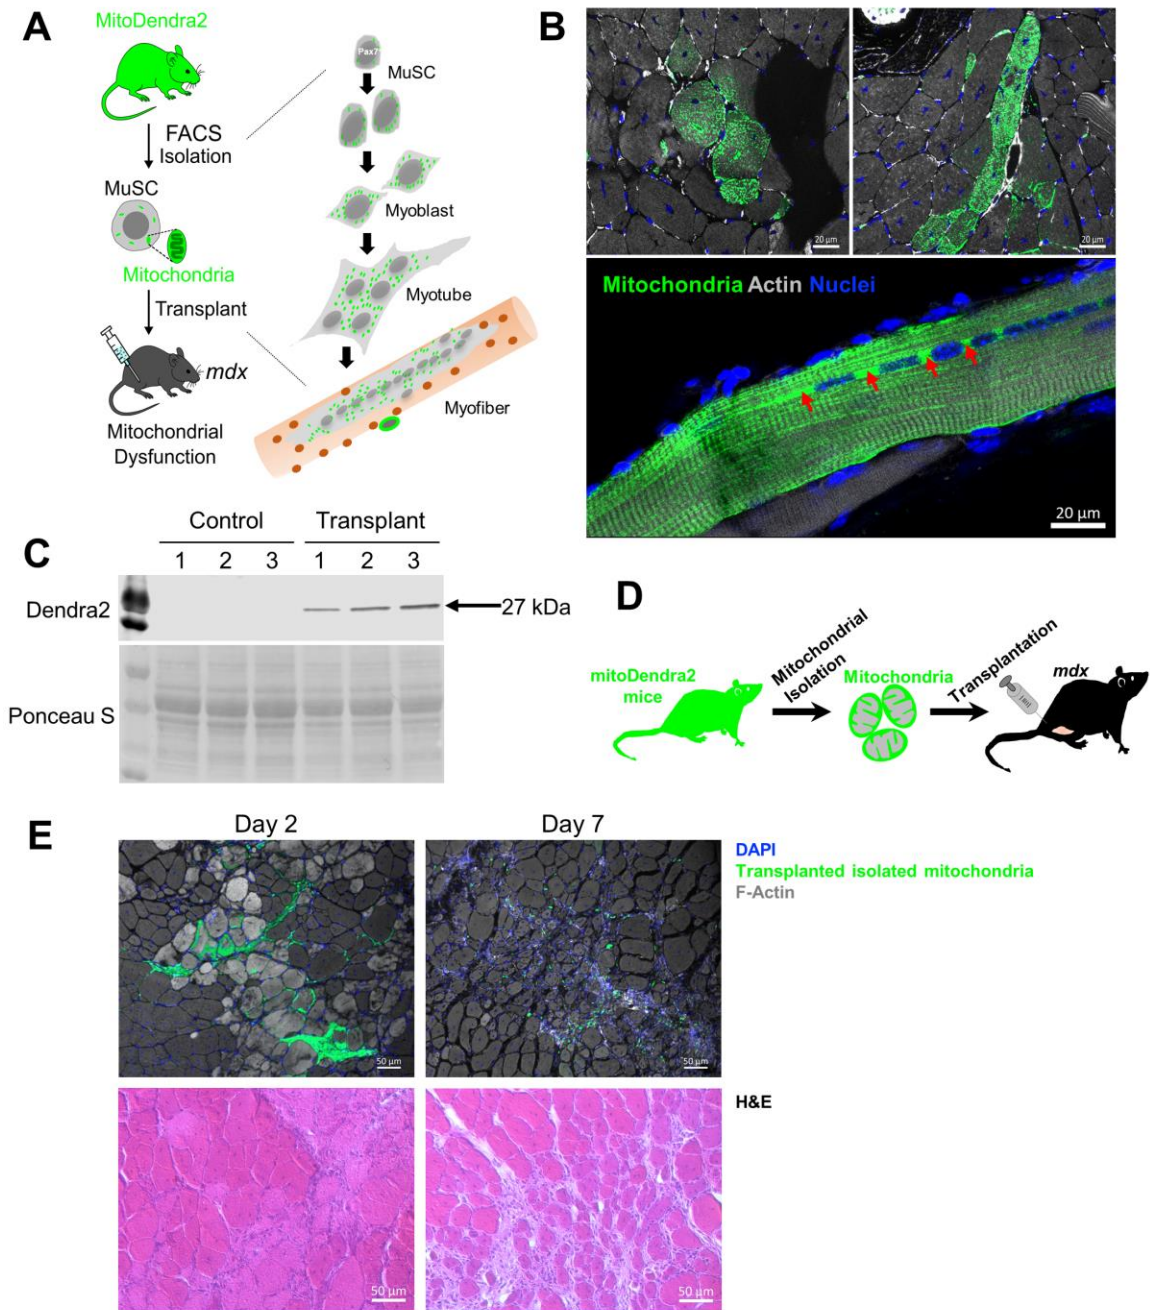 A
MitoDendra2
FACS
Isolation
MuSC
Mitochondria
Transplant
mdx
Mitochondrial
Dysfunction
Pax7+
MuSC
Myoblast
Myotube
Myofiber
B
20 µm
20 µm
Mitochondria Actin Nuclei
20 µm
C
Control Transplant
1 2 3 1 2 3
Dendra2
27 kDa
Ponceau S
D
mitoDendra2
mice
Mitochondrial
Isolation
Mitochondria
Transplantation
mdx
E
Day 2 Day 7
DAPI
Transplanted isolated mitochondria
F-Actin
50 µm
50 µm
H&E
50 µm
50 µm